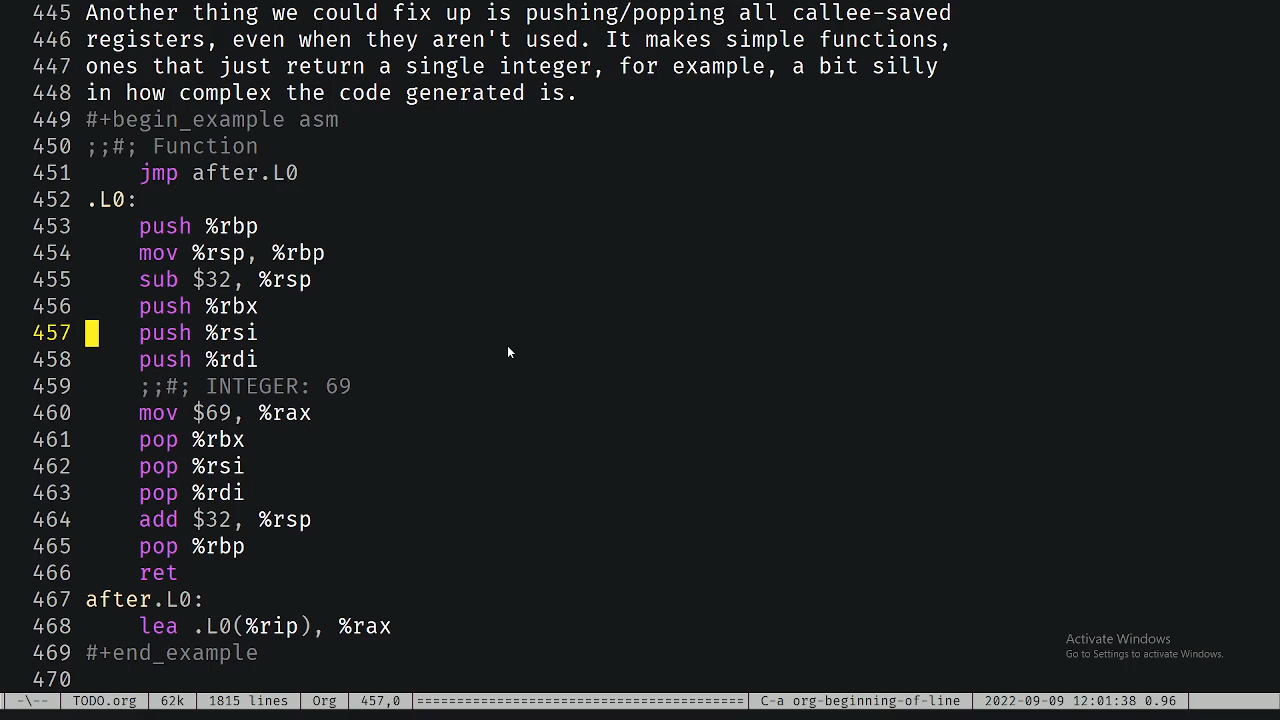 445 Another thing we could fix up is pushing/popping all callee-saved
446 registers, even when they aren't used. It makes simple functions,
447 ones that just return a single integer, for example, a bit silly
448 in how complex the code generated is.
449 #+begin_example asm
450 ;;#; Function
451     jmp after.L0
452 .L0:
453     push %rbp
454     mov %rsp, %rbp
455     sub $32, %rsp
456     push %rbx
457     push %rsi
458     push %rdi
459     ;;#; INTEGER: 69
460     mov $69, %rax
461     pop %rbx
462     pop %rsi
463     pop %rdi
464     add $32, %rsp
465     pop %rbp
466     ret
467 after.L0:
468     lea .L0(%rip), %rax
469 #+end_example
470
Activate Windows
Go to Settings to activate Windows.
-\-- TODO.org 62k 1815 lines Org 457,0 ===================================== C-a org-beginning-of-line 2022-09-09 12:01:38 0.96